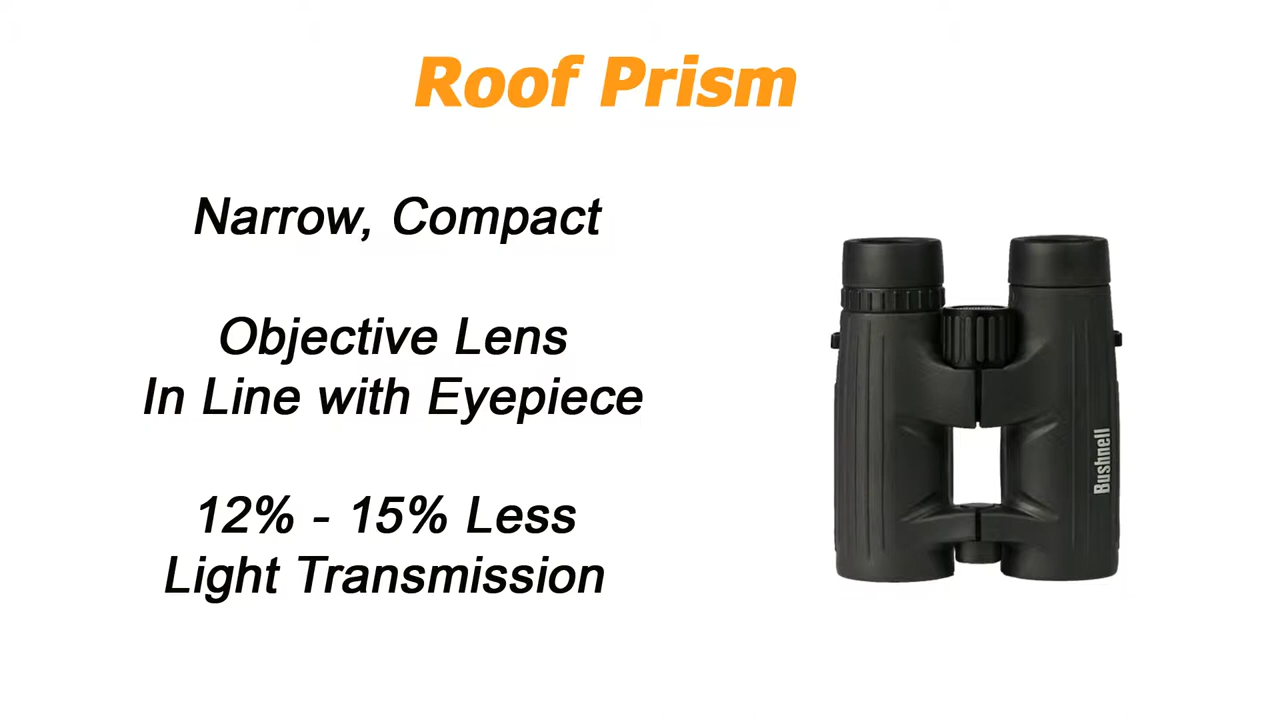 Roof Prism
Narrow, Compact
Objective Lens
In Line with Eyepiece
12% - 15% Less
Light Transmission
Bushnell